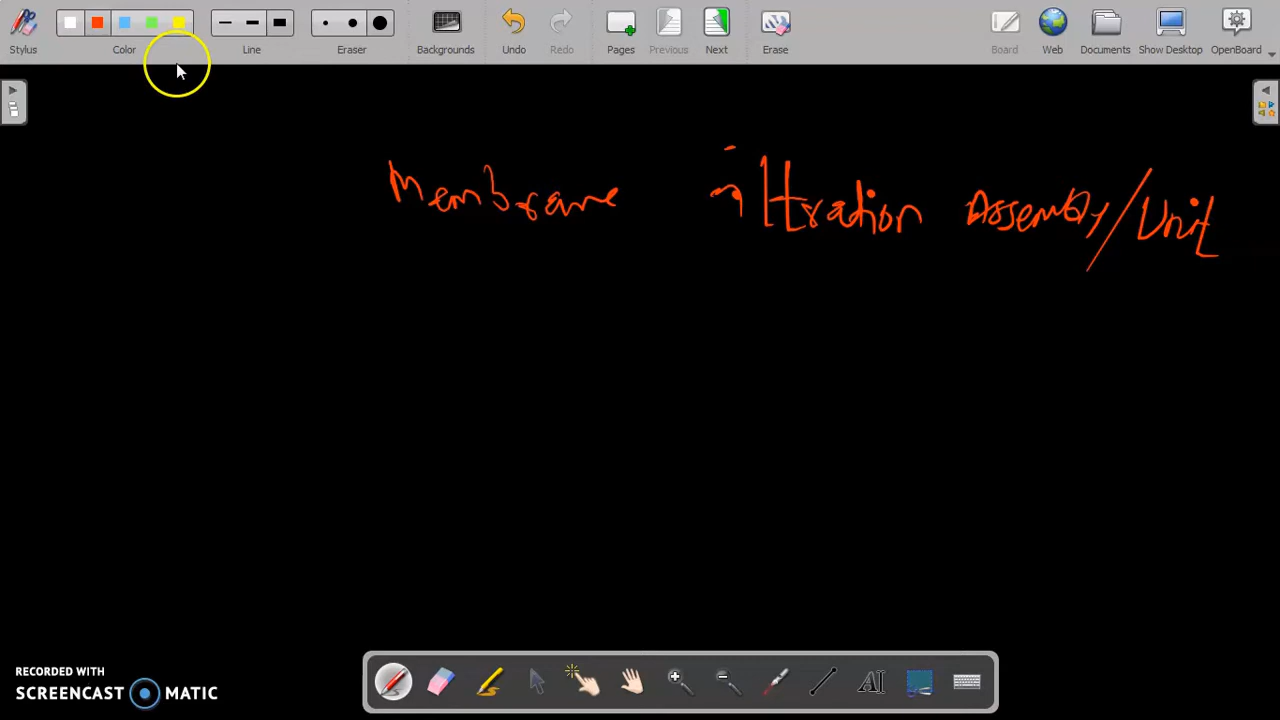 Stylus Color Line Eraser Backgrounds Undo Redo Pages Previous Next Erase Board Web Documents Show Desktop OpenBoard
Membrane filtration Assembly/Unit
RECORDED WITH
SCREENCAST MATIC